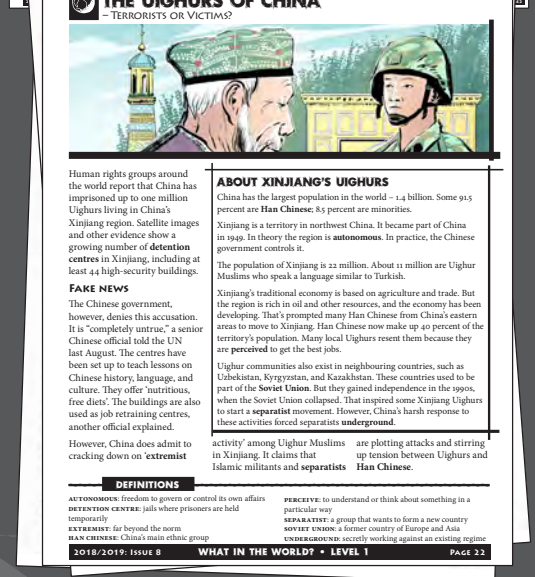 THE UIGHURS OF CHINA
– TERRORISTS OR VICTIMS?
Human rights groups around
the world report that China has
imprisoned up to one million
Uighurs living in China's
Xinjiang region. Satellite images
and other evidence show a
growing number of detention
centres in Xinjiang, including at
least 44 high-security buildings.
FAKE NEWS
The Chinese government,
however, denies this accusation.
It is "completely untrue," a senior
Chinese official told the UN
last August. The centres have
been set up to teach lessons on
Chinese history, language, and
culture. They offer 'nutritious,
free diets'. The buildings are also
used as job retraining centres,
another official explained.
However, China does admit to
cracking down on 'extremist
ABOUT XINJIANG'S UIGHURS
China has the largest population in the world – 1.4 billion. Some 91.5
percent are Han Chinese; 8.5 percent are minorities.
Xinjiang is a territory in northwest China. It became part of China
in 1949. In theory the region is autonomous. In practice, the Chinese
government controls it.
The population of Xinjiang is 22 million. About 11 million are Uighur
Muslims who speak a language similar to Turkish.
Xinjiang's traditional economy is based on agriculture and trade. But
the region is rich in oil and other resources, and the economy has been
developing. That's prompted many Han Chinese from China's eastern
areas to move to Xinjiang. Han Chinese now make up 40 percent of the
territory's population. Many local Uighurs resent them because they
are perceived to get the best jobs.
Uighur communities also exist in neighbouring countries, such as
Uzbekistan, Kyrgyzstan, and Kazakhstan. These countries used to be
part of the Soviet Union. But they gained independence in the 1990s,
when the Soviet Union collapsed. That inspired some Xinjiang Uighurs
to start a separatist movement. However, China's harsh response to
these activities forced separatists underground.
activity' among Uighur Muslims
in Xinjiang. It claims that
Islamic militants and separatists
are plotting attacks and stirring
up tension between Uighurs and
Han Chinese.
DEFINITIONS
AUTONOMOUS: freedom to govern or control its own affairs
DETENTION CENTRE: jails where prisoners are held
temporarily
EXTREMIST: far beyond the norm
HAN CHINESE: China's main ethnic group
PERCEIVE: to understand or think about something in a
particular way
SEPARATIST: a group that wants to form a new country
SOVIET UNION: a former country of Europe and Asia
UNDERGROUND: secretly working against an existing regime
2018/2019: ISSUE 8
WHAT IN THE WORLD? • LEVEL 1
PAGE 22